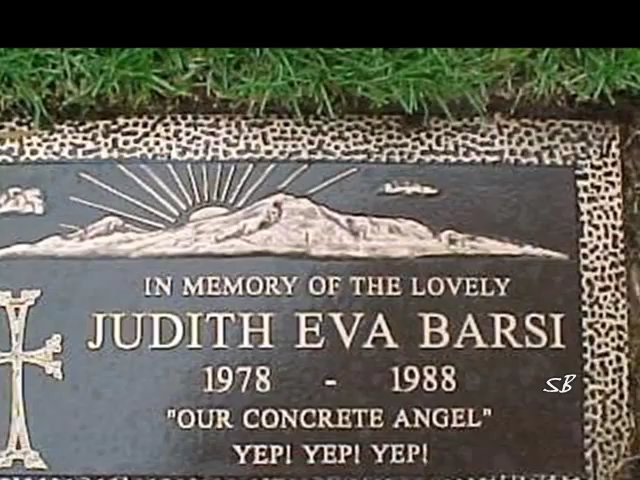 IN MEMORY OF THE LOVELY
JUDITH EVA BARSI
1978 - 1988
SB
"OUR CONCRETE ANGEL"
YEP! YEP! YEP!